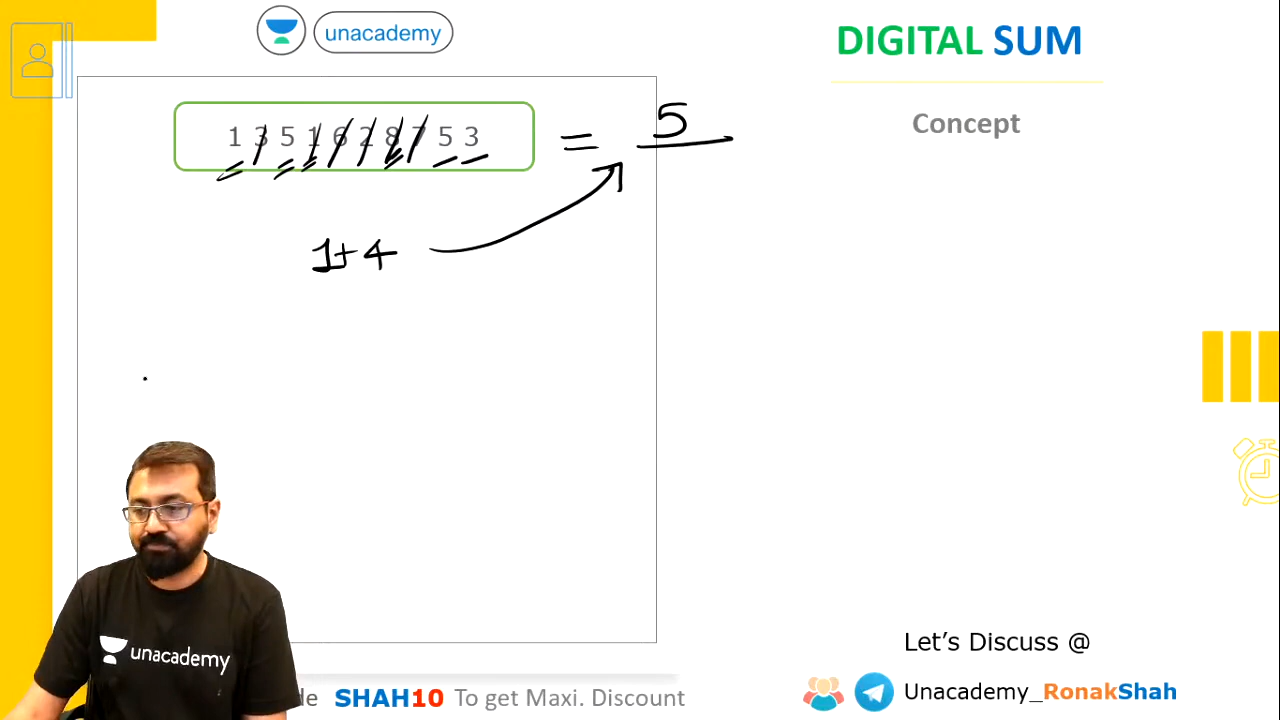 unacademy
DIGITAL SUM
Concept
1 3 5 1 6 2 8 7 5 3 = 5
1+4
unacademy
Let's Discuss @
de SHAH10 To get Maxi. Discount
Unacademy_RonakShah